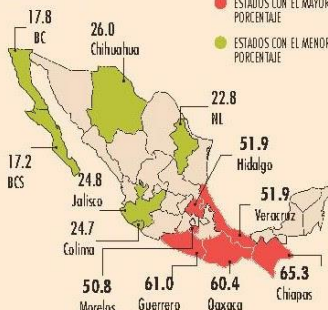 ESTADOS CON EL MAYOR
PORCENTAJE
ESTADOS CON EL MENOR
PORCENTAJE
17.8
BC
26.0
Chihuahua
22.8
NL
51.9
Hidalgo
17.2
BCS
24.8
Jalisco
51.9
Veracruz
24.7
Colima
65.3
Chiapas
50.8
Morelos
61.0
Guerrero
60.4
Oaxaca